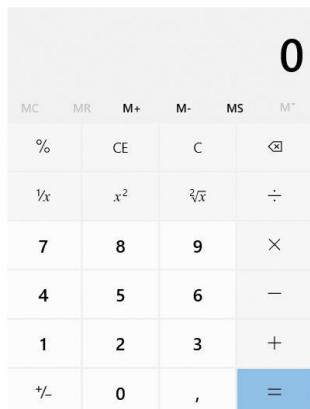 0
MC MR M+ M- MS M˅
% CE C ⌫
¹/x x² ²√x ÷
7 8 9 ×
4 5 6 −
1 2 3 +
+/- 0 , =